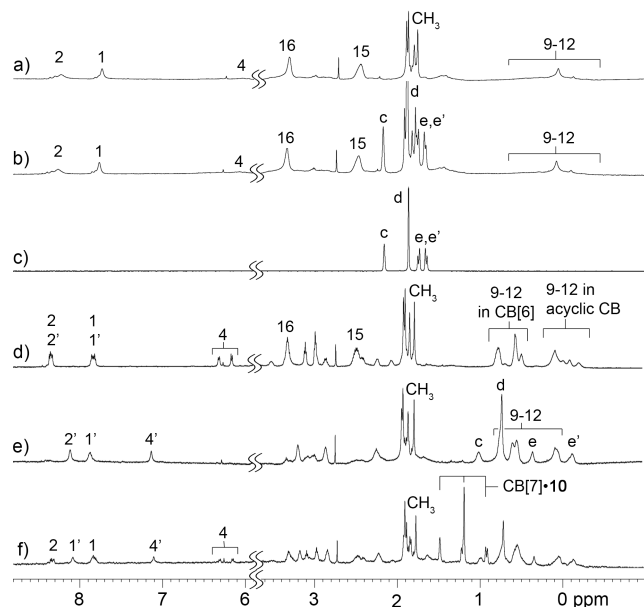 2 1 4 16 15 CH3 9-12
a)
2 1 4 16 15 c d e,e' 9-12
b)
c d e,e'
c)
2 1 9-12 in CB[6] 9-12 in acyclic CB
2' 1' 4 16 15 CH3
d)
2' 1' 4' CH3 d 9-12 c e e'
e)
CB[7]•10
2 1' 1 4' 4 CH3
f)
8 7 6 3 2 1 0 ppm